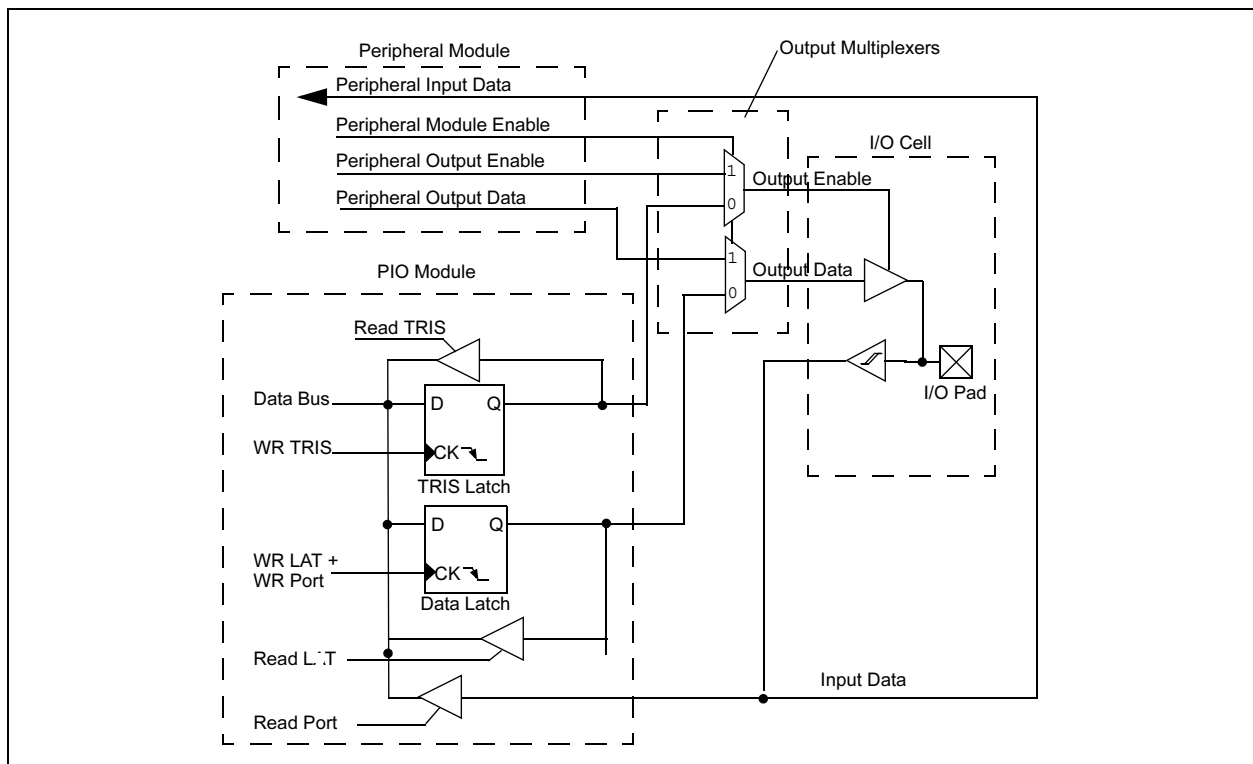 Peripheral Module
Output Multiplexers
Peripheral Input Data
Peripheral Module Enable
Peripheral Output Enable
Peripheral Output Data
1
0
Output Enable
1
0
Output Data
I/O Cell
I/O Pad
PIO Module
Read TRIS
Data Bus
D
Q
WR TRIS
CK
TRIS Latch
D
Q
WR LAT +
WR Port
CK
Data Latch
Read
Read Port
Input Data